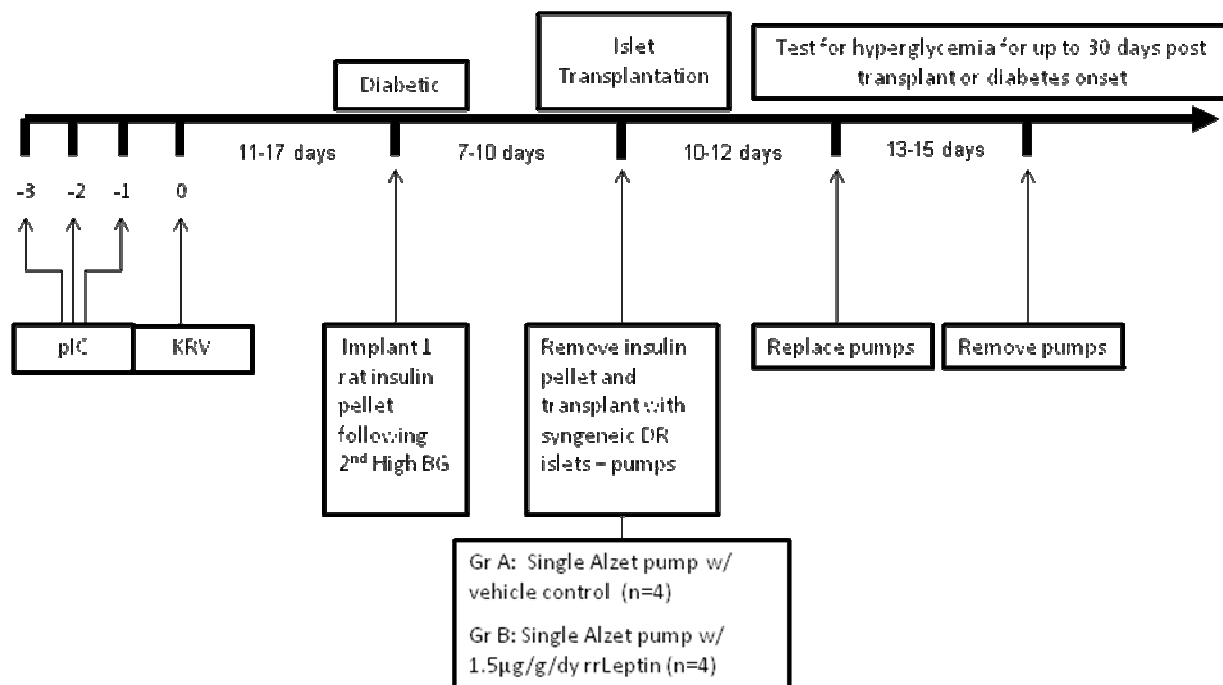 Islet
Transplantation
Test for hyperglycemia for up to 30 days post
transplant or diabetes onset
Diabetic
11-17 days
7-10 days
10-12 days
13-15 days
-3
-2
-1
0
pIC
KRV
Implant 1
rat insulin
pellet
following
2nd High BG
Remove insulin
pellet and
transplant with
syngeneic DR
islets – pumps
Replace pumps
Remove pumps
Gr A: Single Alzet pump w/
vehicle control (n=4)
Gr B: Single Alzet pump w/
1.5µg/g/dy rrLeptin (n=4)